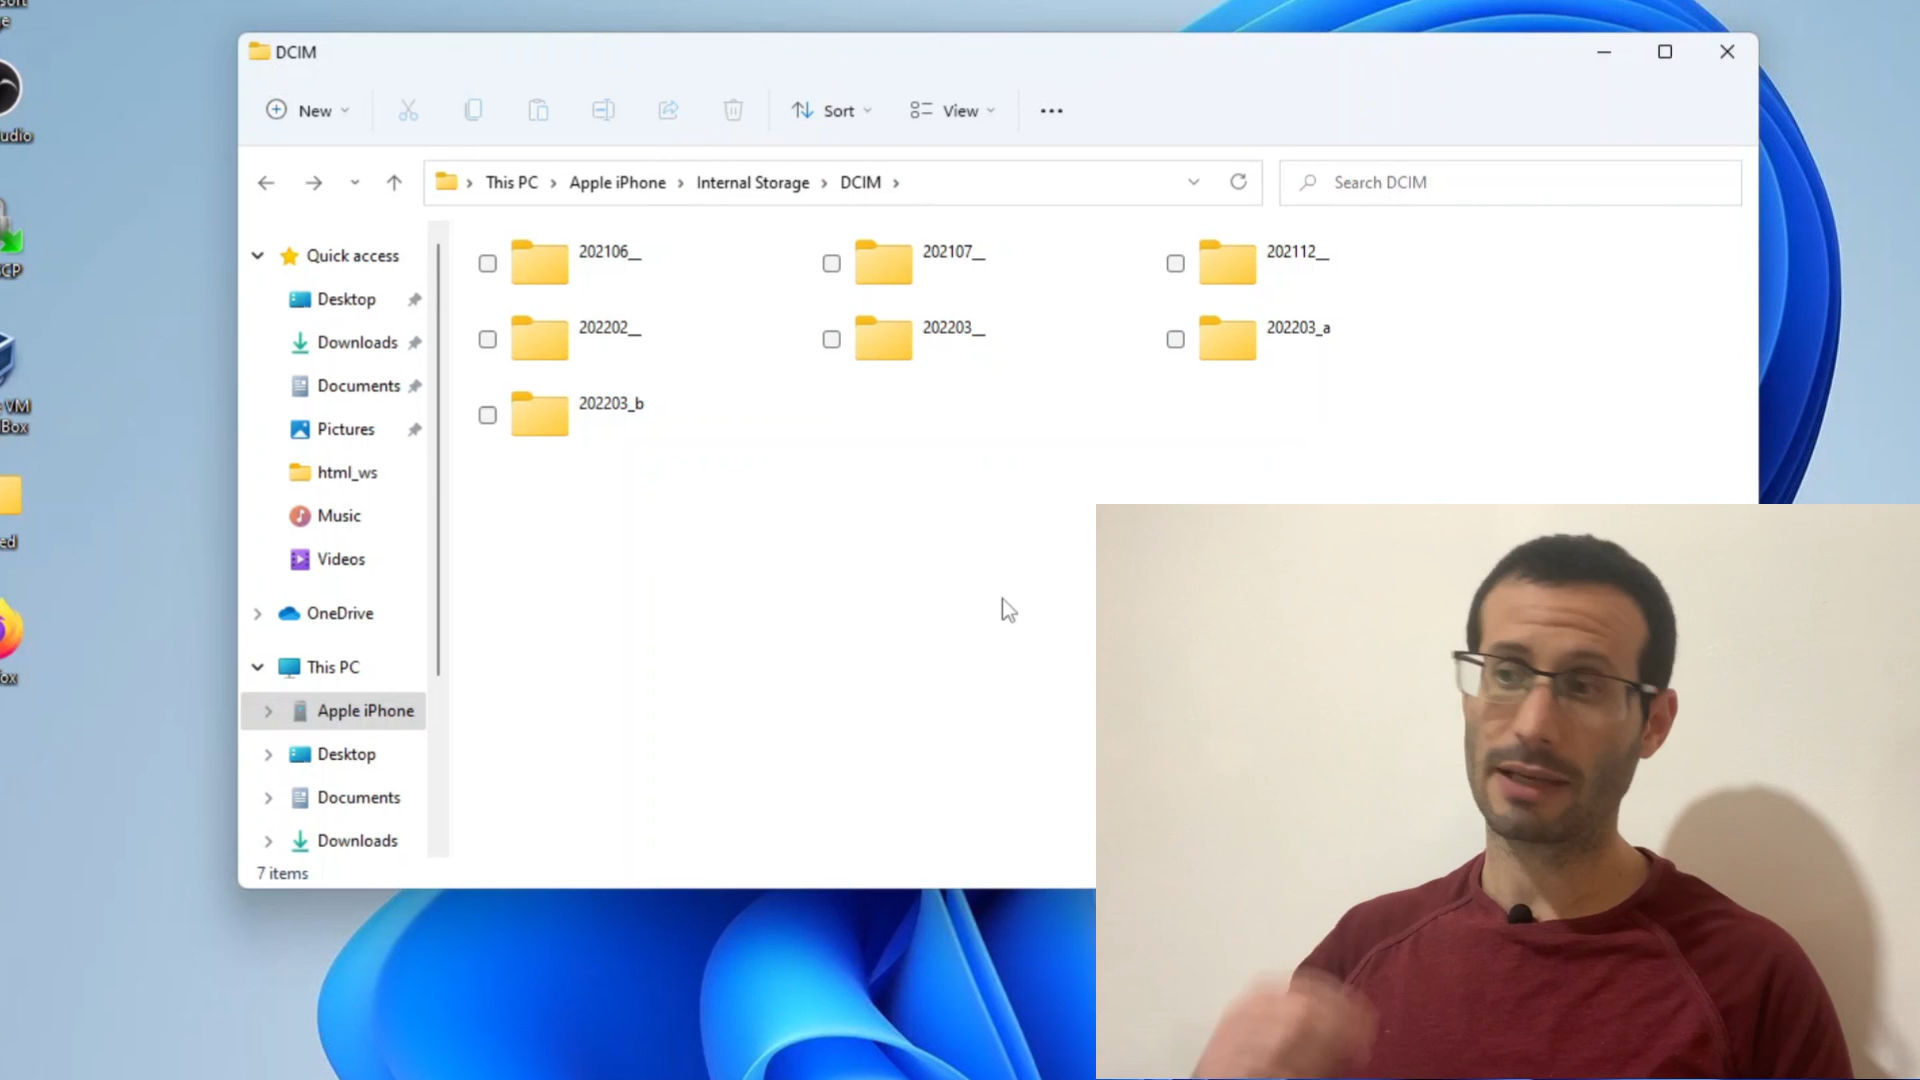 DCIM
New
Sort
View
This PC
Apple iPhone
Internal Storage
DCIM
Search DCIM
Quick access
Desktop
Downloads
Documents
Pictures
html_ws
Music
Videos
OneDrive
This PC
Apple iPhone
Desktop
Documents
Downloads
202106__
202107__
202112__
202202__
202203__
202203_a
202203_b
7 items
VM
Box